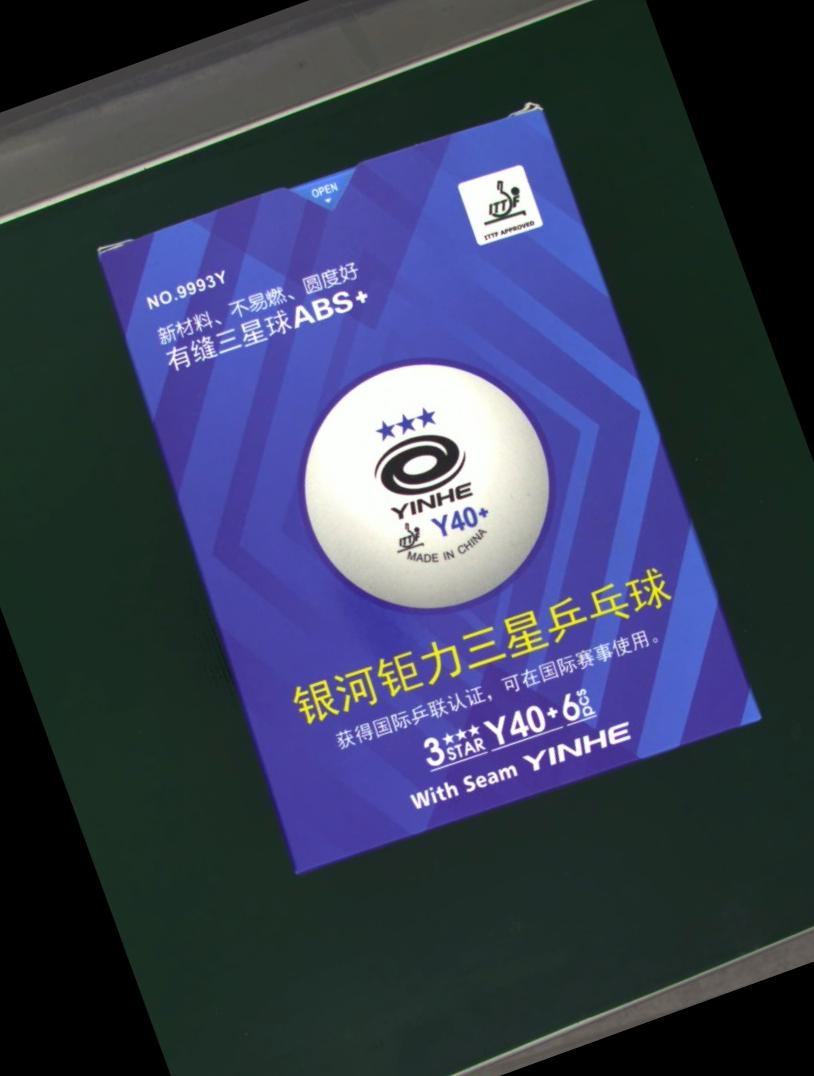 OPEN
ITTF
ITTF APPROVED
NO.9993Y
新材料、不易燃、圆度好
有缝三星球ABS+
YINHE
ITTF Y40+
MADE IN CHINA
银河钜力三星乒乓球
获得国际乒联认证，可在国际赛事使用。
3 STAR Y40+ 6 pcs
With Seam YINHE